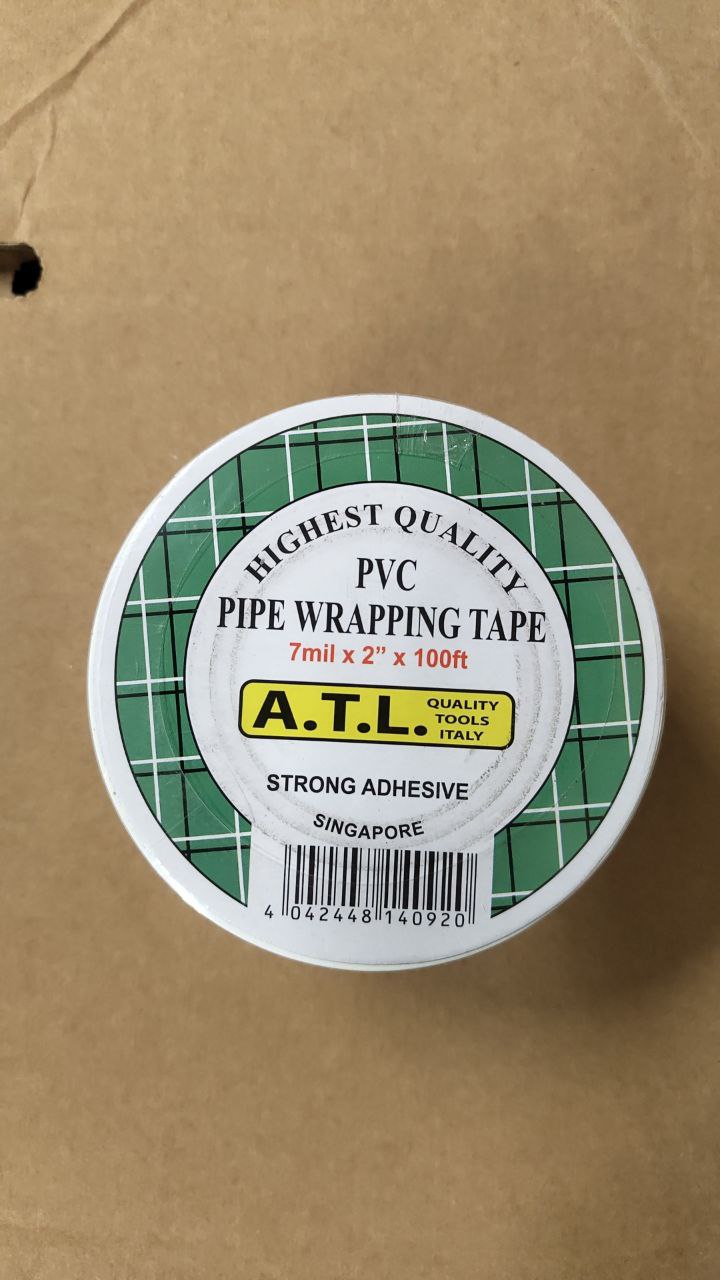 HIGHEST QUALITY
PVC
PIPE WRAPPING TAPE
7mil x 2” x 100ft
A.T.L.
QUALITY
TOOLS
ITALY
STRONG ADHESIVE
SINGAPORE
4 042448 140920